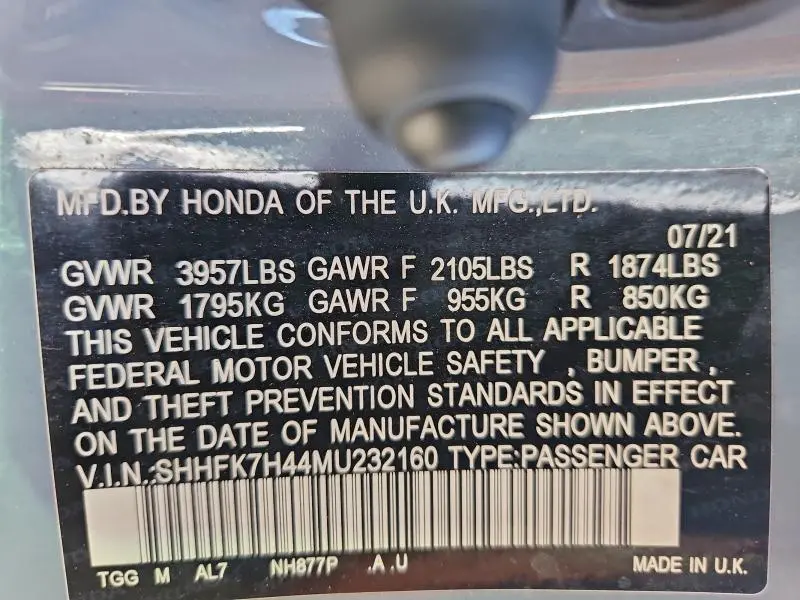 MFD.BY HONDA OF THE U.K. MFG.,LTD.
07/21
GVWR 3957LBS GAWR F 2105LBS R 1874LBS
GVWR 1795KG GAWR F 955KG R 850KG
THIS VEHICLE CONFORMS TO ALL APPLICABLE
FEDERAL MOTOR VEHICLE SAFETY , BUMPER ,
AND THEFT PREVENTION STANDARDS IN EFFECT
ON THE DATE OF MANUFACTURE SHOWN ABOVE.
V.I.N.:SHHFK7H44MU232160 TYPE:PASSENGER CAR
TGG M AL7 NH877P .A .U MADE IN U.K.